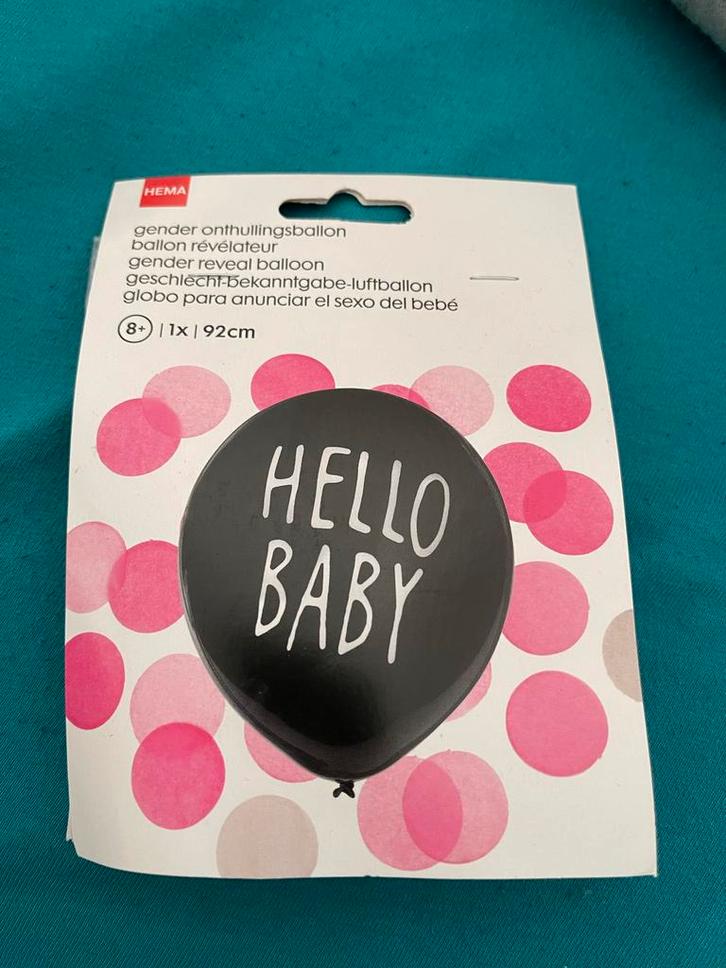 HEMA
gender onthullingsballon
ballon révélateur
gender reveal balloon
geschlecht-bekanntgabe-luftballon
globo para anunciar el sexo del bebé
8+ | 1x | 92cm
HELLO
BABY